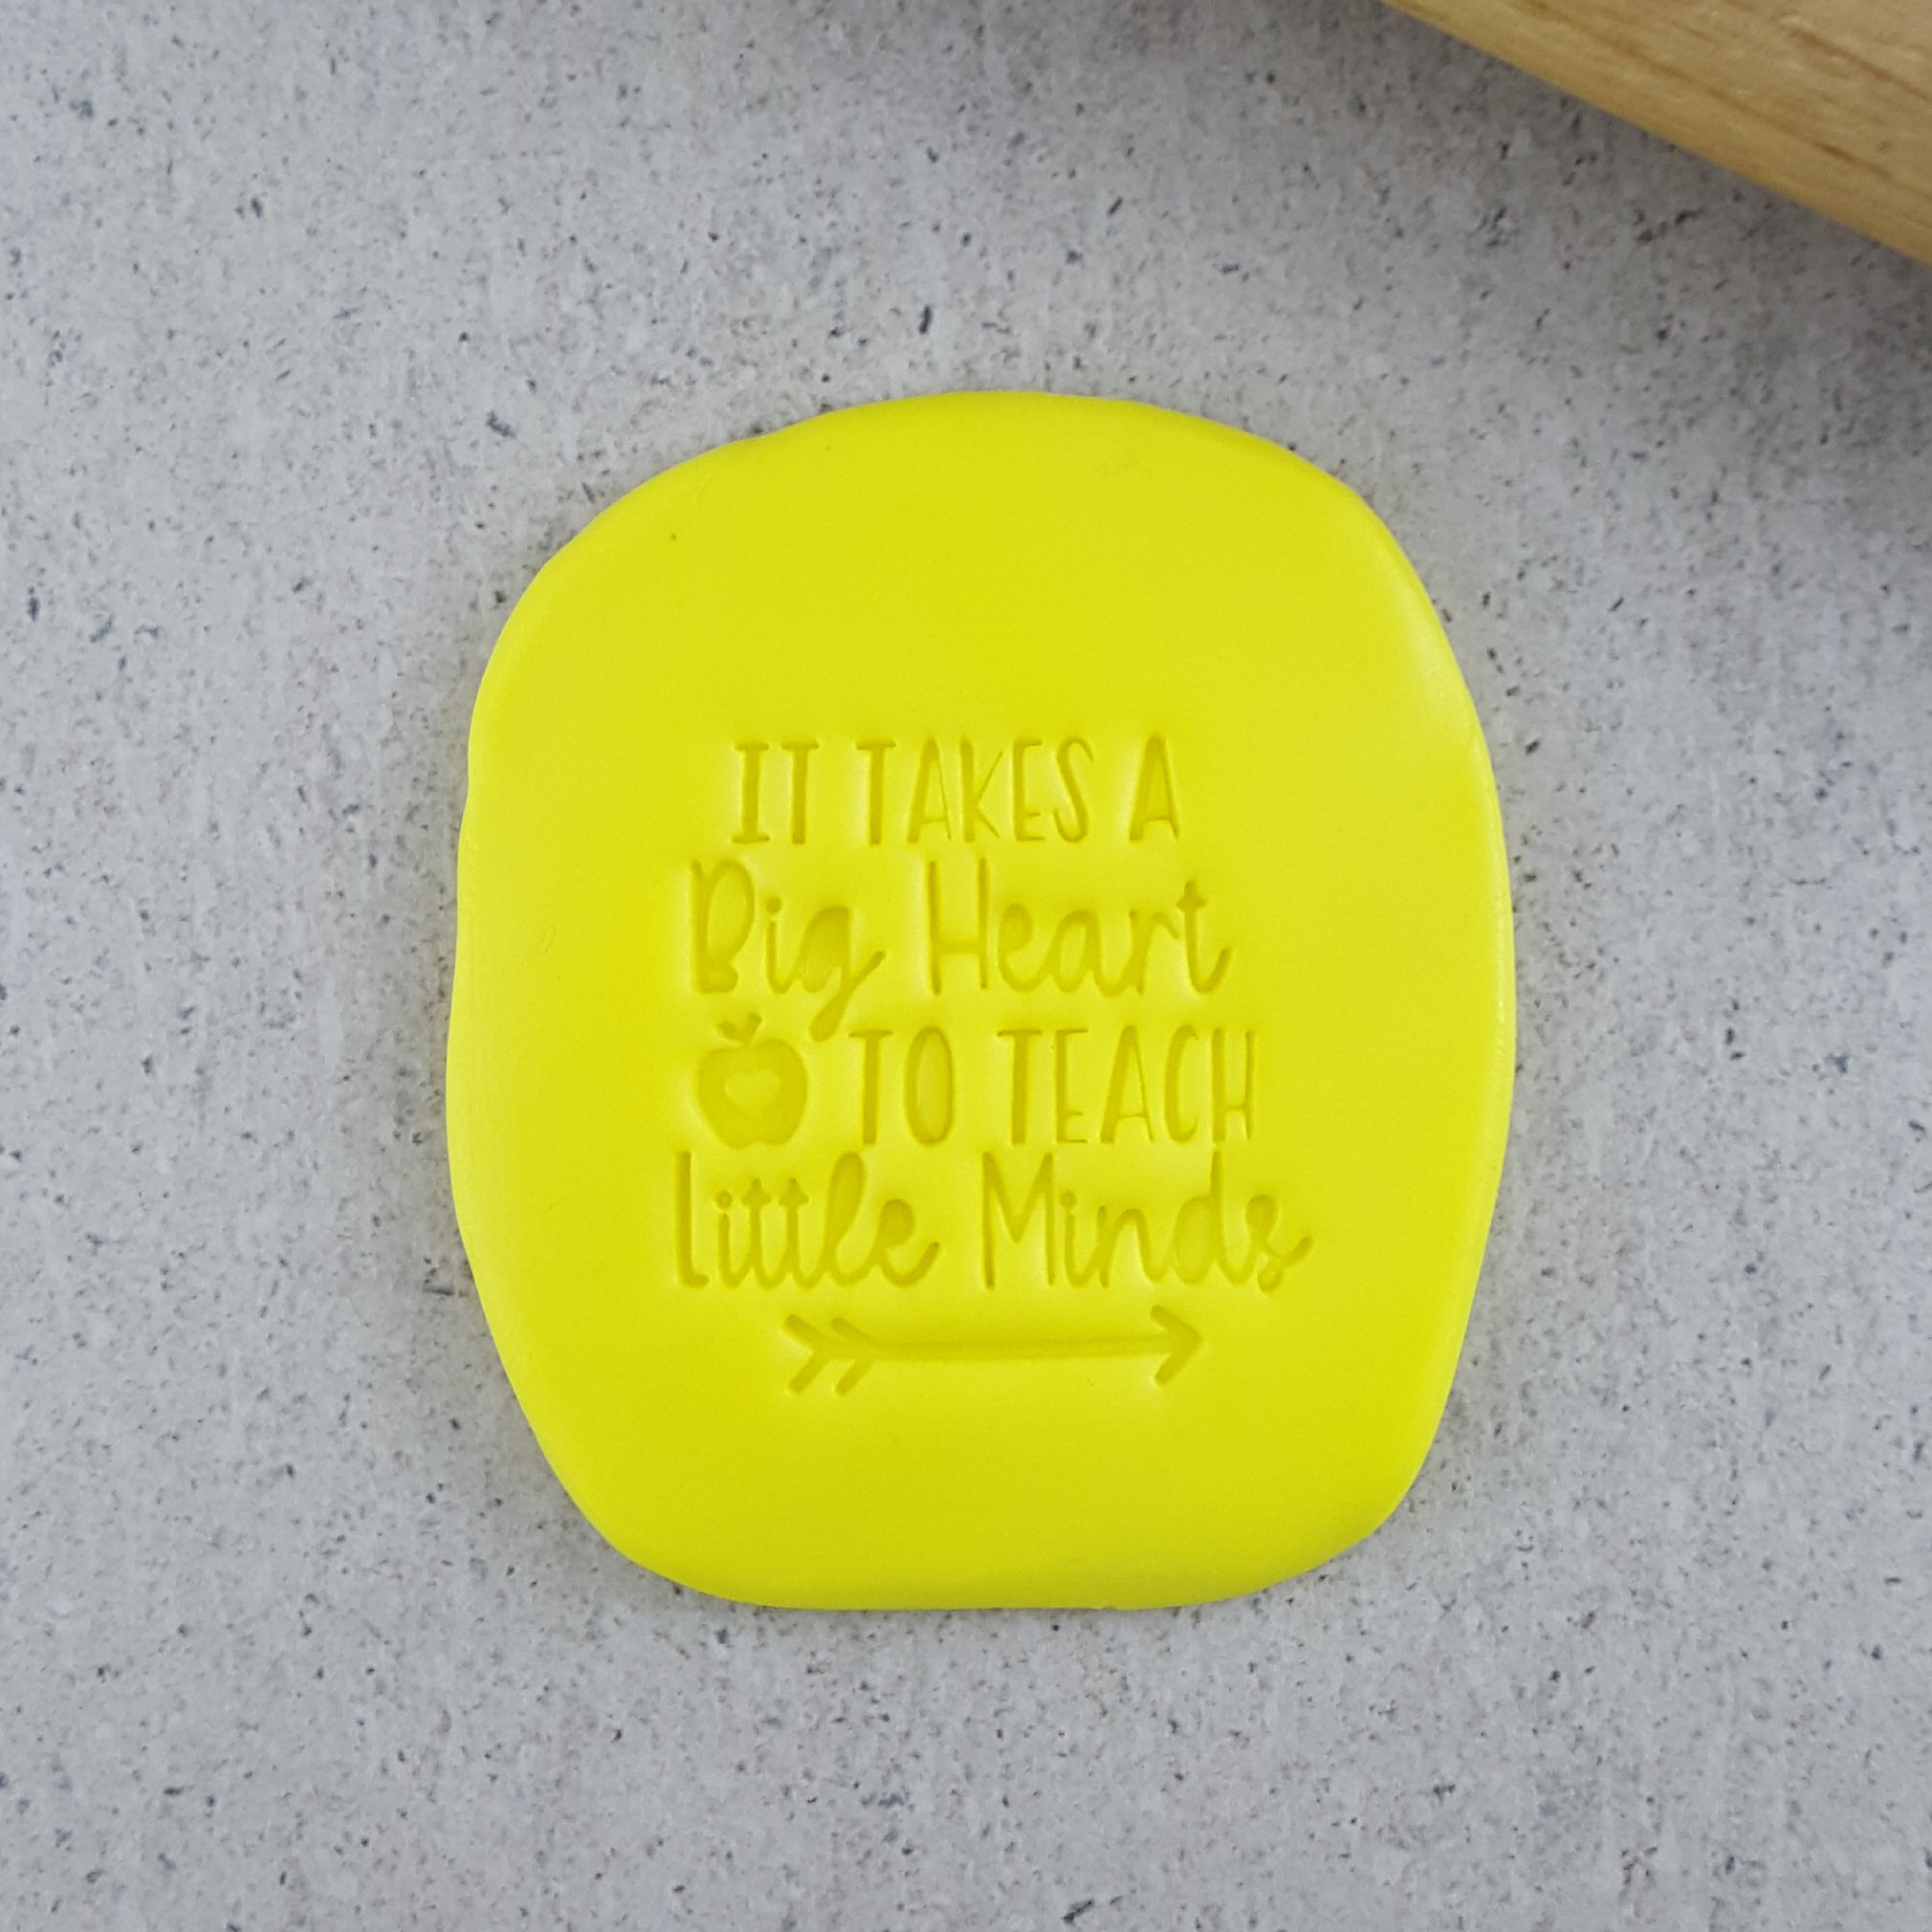 IT TAKES A
Big Heart
TO TEACH
Little Minds